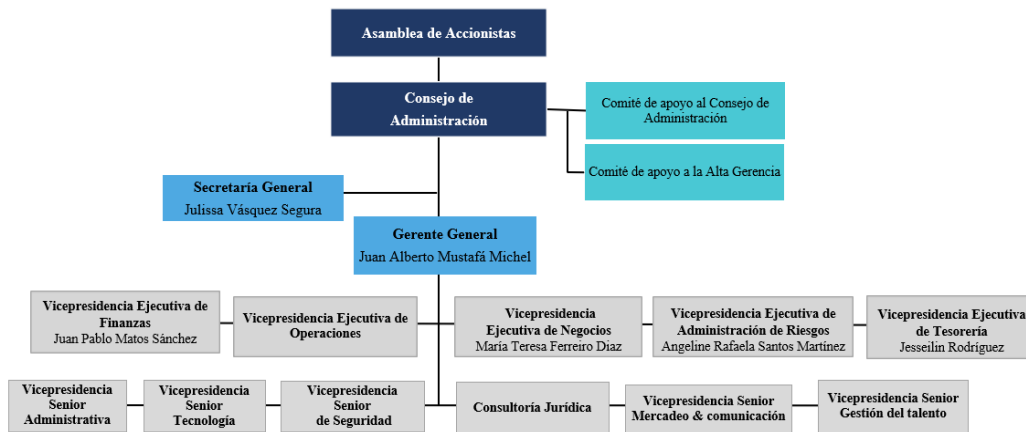 Asamblea de Accionistas
Consejo de
Administración
Comité de apoyo al Consejo de
Administración
Comité de apoyo a la Alta Gerencia
Secretaría General
Julissa Vásquez Segura
Gerente General
Juan Alberto Mustafá Michel
Vicepresidencia Ejecutiva de
Finanzas
Juan Pablo Matos Sánchez
Vicepresidencia Ejecutiva de
Operaciones
Vicepresidencia
Ejecutiva de Negocios
María Teresa Ferreiro Diaz
Vicepresidencia Ejecutiva de
Administración de Riesgos
Angeline Rafaela Santos Martínez
Vicepresidencia Ejecutiva
de Tesorería
Jesseilin Rodríguez
Vicepresidencia
Senior
Administrativa
Vicepresidencia
Senior
Tecnología
Vicepresidencia
Senior
de Seguridad
Consultoría Jurídica
Vicepresidencia Senior
Mercadeo & comunicación
Vicepresidencia Senior
Gestión del talento